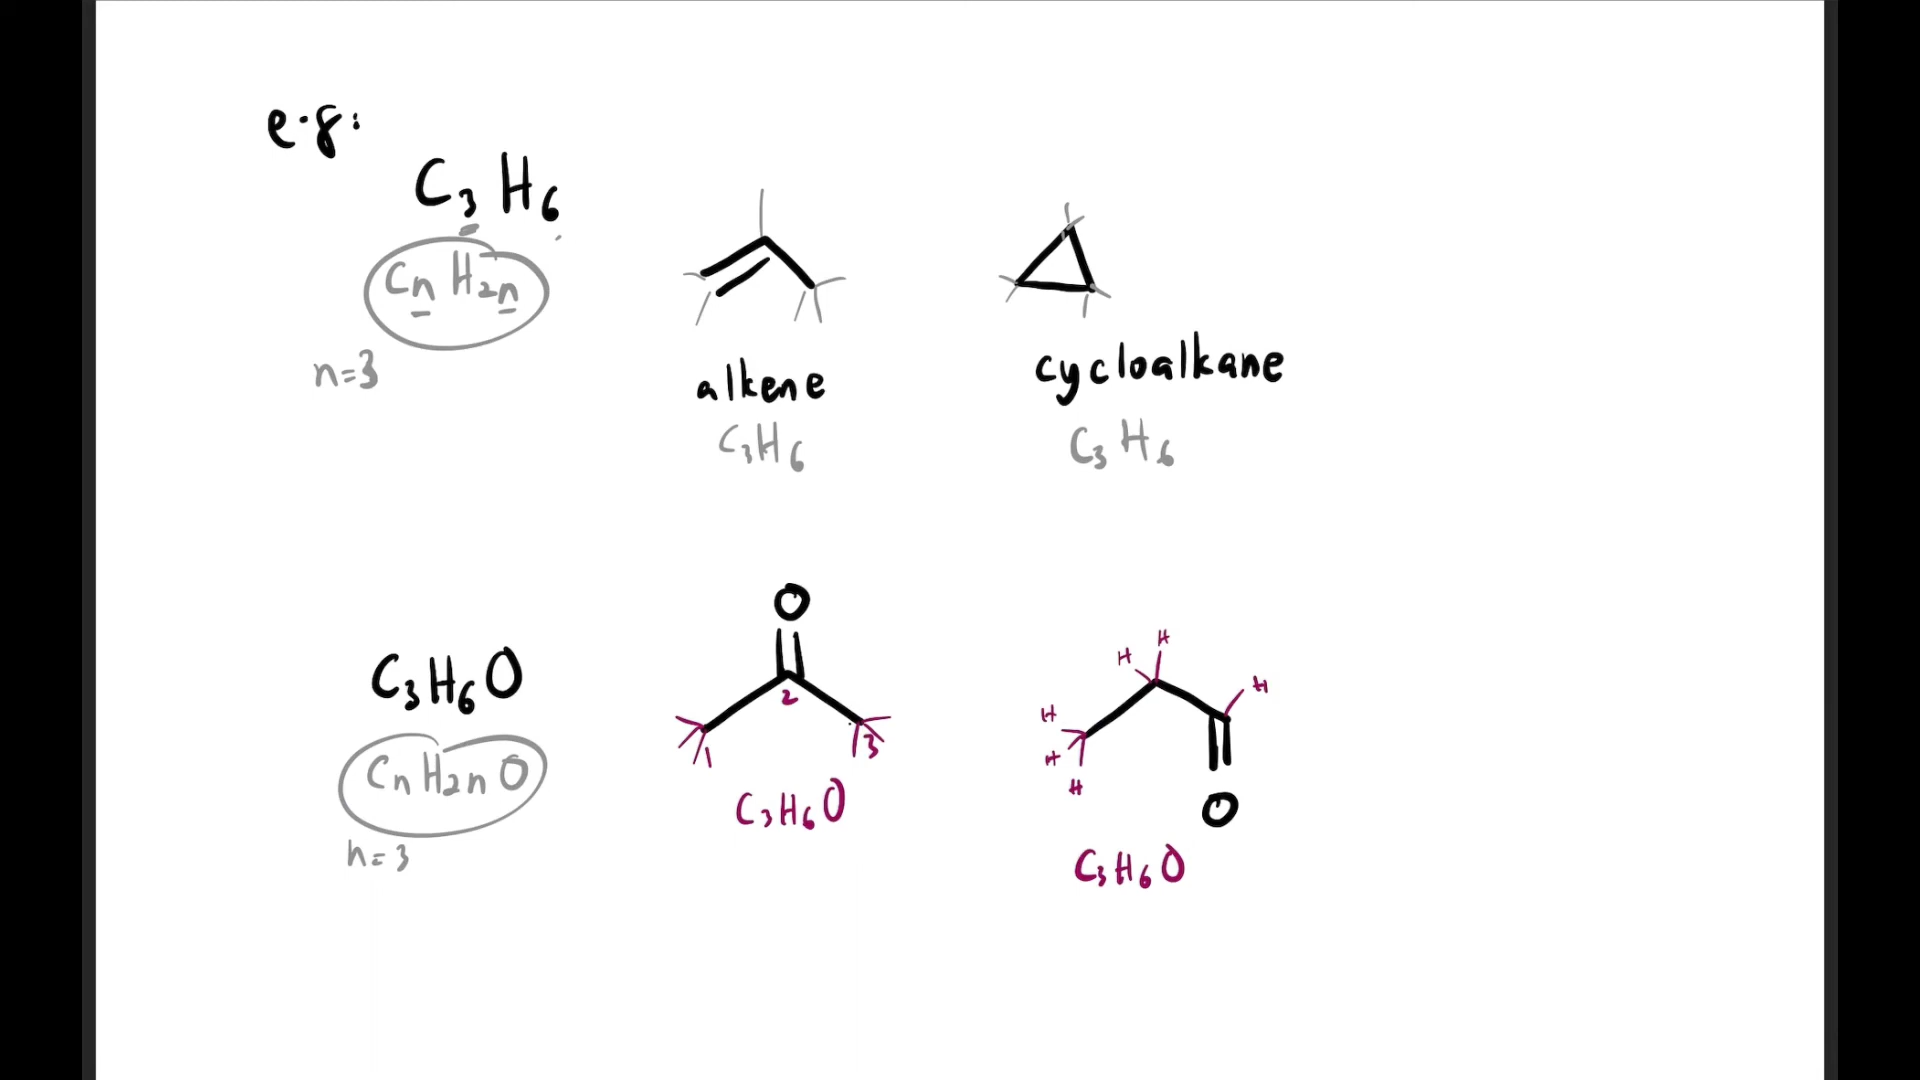 e.g:
C₃H₆
CₙH₂ₙ
n=3
alkene
C₃H₆
cycloalkane
C₃H₆
C₃H₆O
CₙH₂ₙO
n=3
O
2
1
3
C₃H₆O
H
H
H
H
H
H
O
C₃H₆O